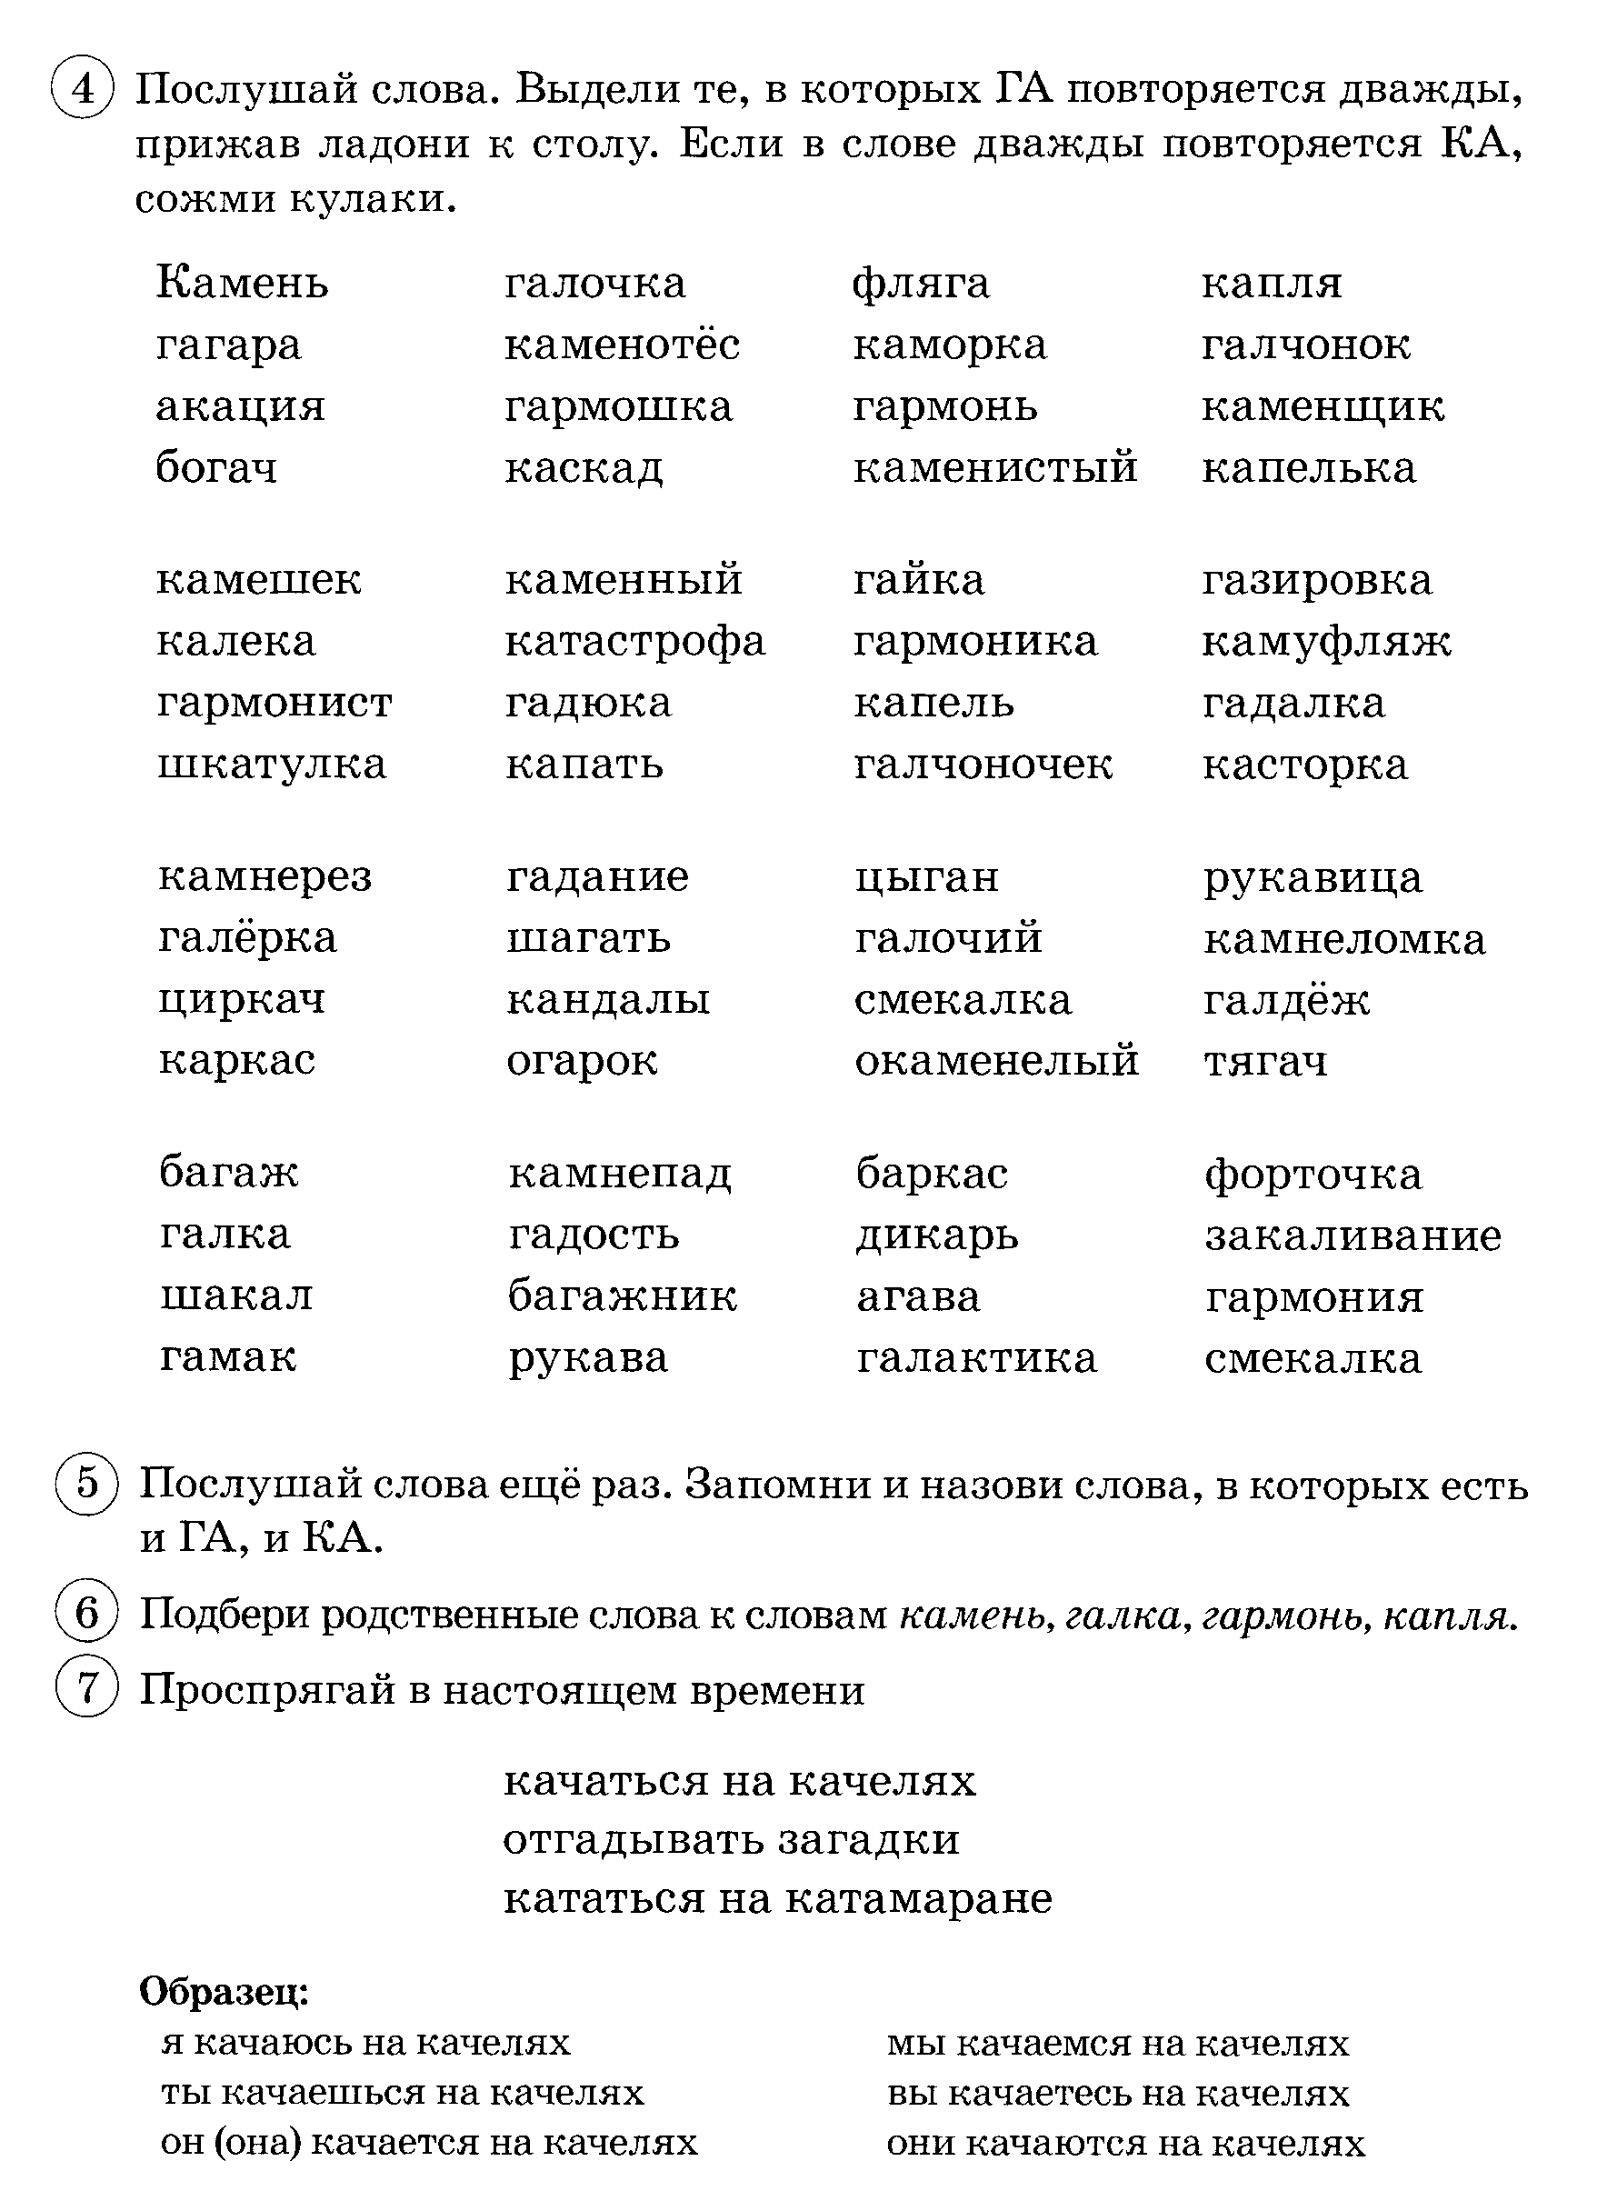 4 Послушай слова. Выдели те, в которых ГА повторяется дважды,
прижав ладони к столу. Если в слове дважды повторяется КА,
сожми кулаки.
Камень галочка фляга капля
гагара каменотёс каморка галчонок
акация гармошка гармонь каменщик
богач каскад каменистый капелька
камешек каменный гайка газировка
калека катастрофа гармоника камуфляж
гармонист гадюка капель гадалка
шкатулка капать галчоночек касторка
камнерез гадание цыган рукавица
галёрка шагать галочий камнеломка
циркач кандалы смекалка галдёж
каркас огарок окаменелый тягач
багаж камнепад баркас форточка
галка гадость дикарь закаливание
шакал багажник агава гармония
гамак рукава галактика смекалка
5 Послушай слова ещё раз. Запомни и назови слова, в которых есть
и ГА, и КА.
6 Подбери родственные слова к словам камень, галка, гармонь, капля.
7 Проспрягай в настоящем времени
качаться на качелях
отгадывать загадки
кататься на катамаране
Образец:
я качаюсь на качелях мы качаемся на качелях
ты качаешься на качелях вы качаетесь на качелях
он (она) качается на качелях они качаются на качелях